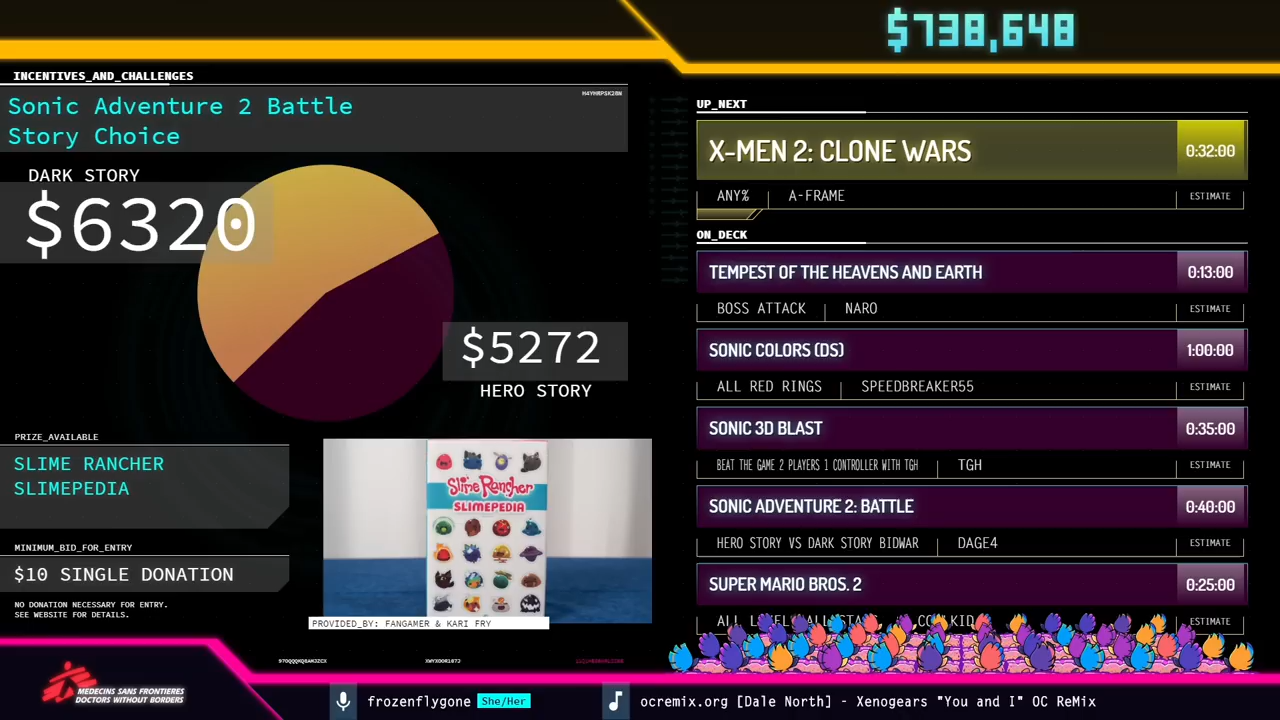 $738,648
INCENTIVES_AND_CHALLENGES
Sonic Adventure 2 Battle
Story Choice
DARK STORY
$6320
$5272
HERO STORY
PRIZE_AVAILABLE
SLIME RANCHER
SLIMEPEDIA
MINIMUM_BID_FOR_ENTRY
$10 SINGLE DONATION
NO DONATION NECESSARY FOR ENTRY.
SEE WEBSITE FOR DETAILS.
Slime Rancher
SLIMEPEDIA
PROVIDED_BY: FANGAMER & KARI FRY
UP_NEXT
X-MEN 2: CLONE WARS 0:32:00
ANY% A-FRAME ESTIMATE
ON_DECK
TEMPEST OF THE HEAVENS AND EARTH 0:13:00
BOSS ATTACK NARO ESTIMATE
SONIC COLORS (DS) 1:00:00
ALL RED RINGS SPEEDBREAKER55 ESTIMATE
SONIC 3D BLAST 0:35:00
BEAT THE GAME 2 PLAYERS 1 CONTROLLER WITH TGH TGH ESTIMATE
SONIC ADVENTURE 2: BATTLE 0:40:00
HERO STORY VS DARK STORY BIDWAR DAGE4 ESTIMATE
SUPER MARIO BROS. 2 0:25:00
ESTIMATE
MEDECINS SANS FRONTIERES
DOCTORS WITHOUT BORDERS
frozenflygone She/Her
ocremix.org [Dale North] - Xenogears "You and I" OC ReMix